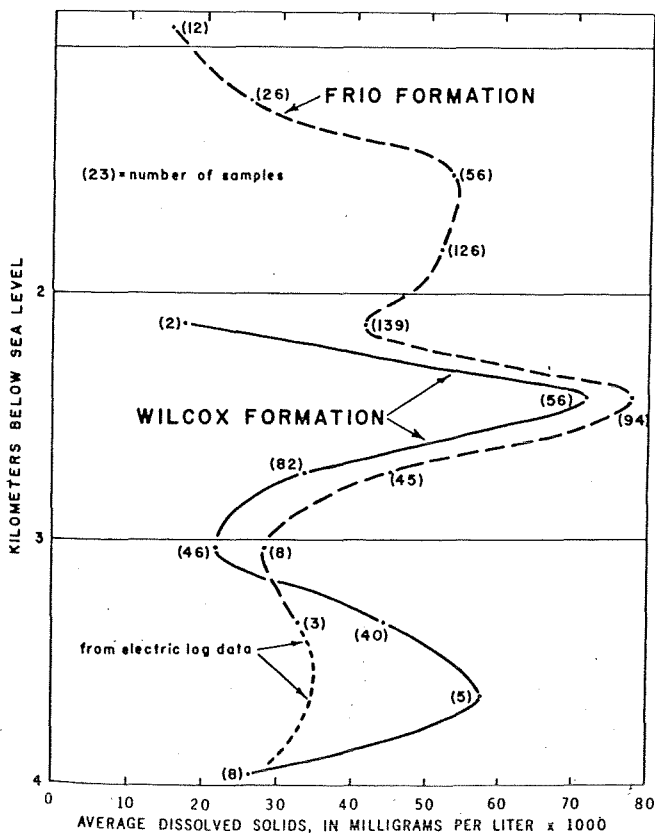 (12)
(26)
FRIO FORMATION
(23)=number of samples
(56)
(126)
2
(2)
(139)
WILCOX FORMATION
(56)
(94)
(82)
(45)
3
(46)
(8)
(3)
(40)
from electric log data
(5)
(8)
4
0 10 20 30 40 50 60 70 80
KILOMETERS BELOW SEA LEVEL
AVERAGE DISSOLVED SOLIDS, IN MILLIGRAMS PER LITER x 1000